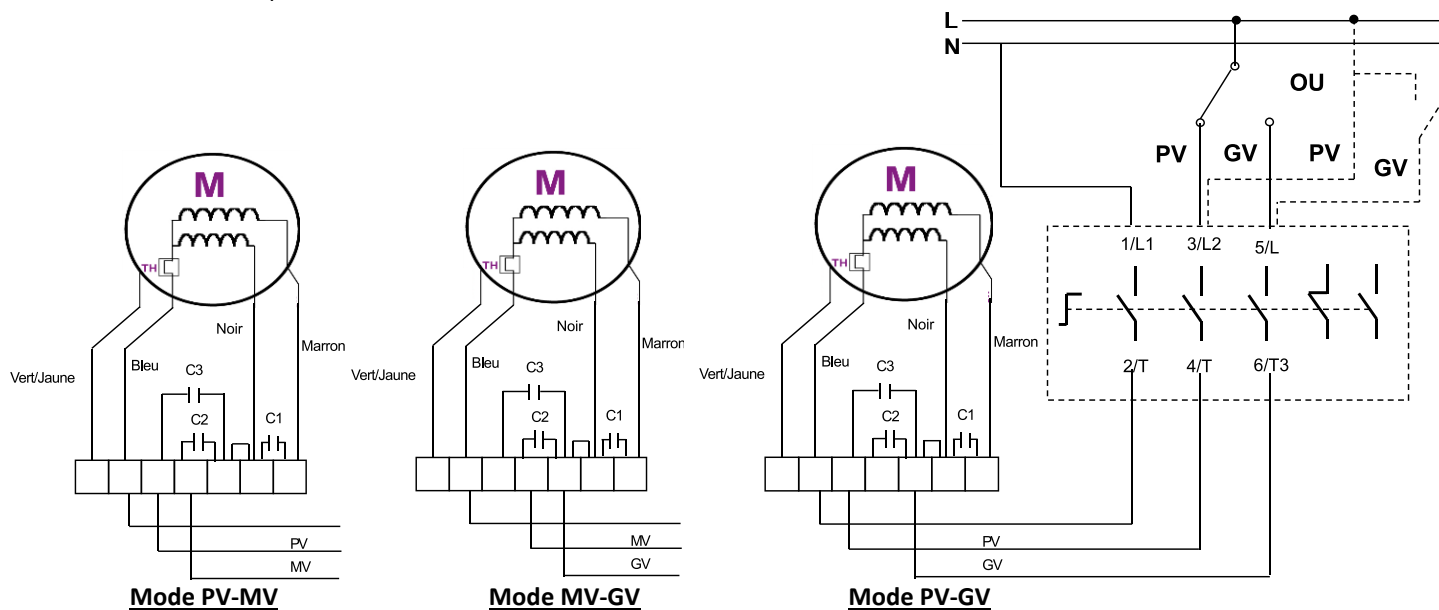 L
N
OU
PV GV PV GV
M
TH
Noir
Marron
Bleu
Vert/Jaune
C3
C2
C1
PV
MV
Mode PV-MV
M
TH
Noir
Marron
Bleu
Vert/Jaune
C3
C2
C1
MV
GV
Mode MV-GV
M
TH
Noir
Marron
Bleu
Vert/Jaune
C3
C2
C1
PV
GV
Mode PV-GV
1/L1 3/L2 5/L
2/T 4/T 6/T3